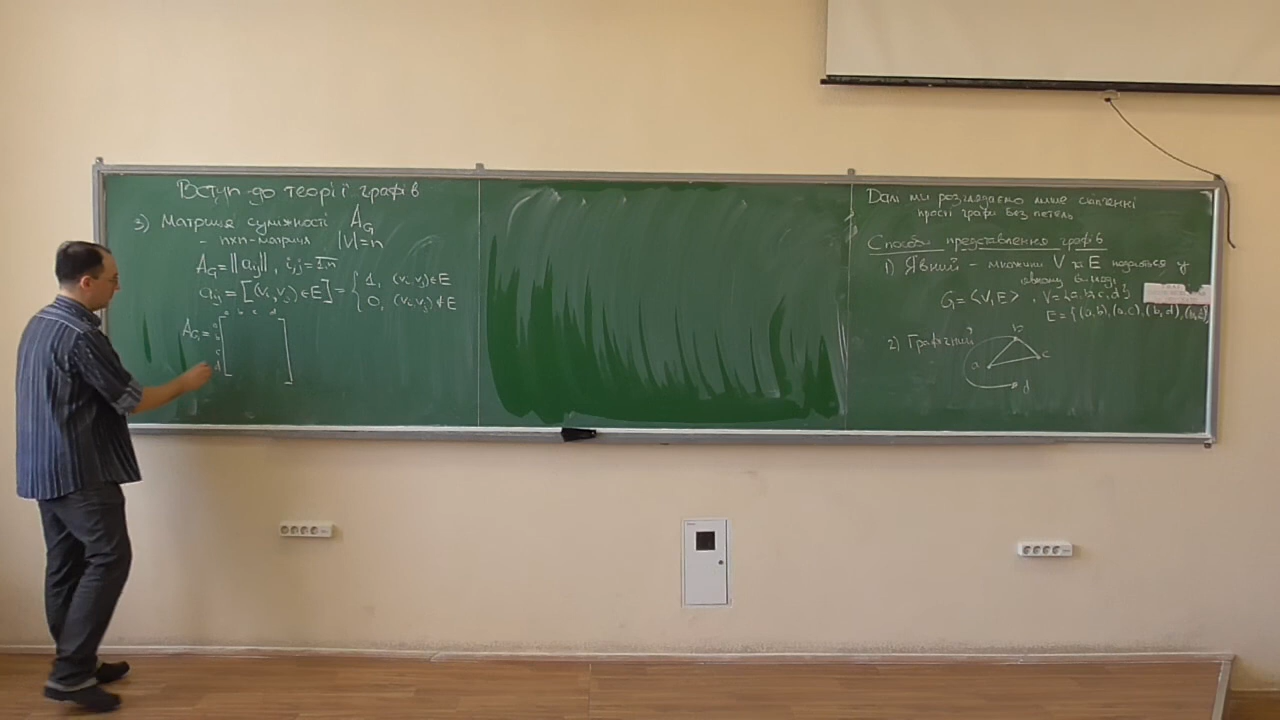 Вступ до теорії графів
3) Матриця суміжності A_G
- n×n-матриця |V|=n
A_G = ||a_ij||, i,j = 1,n
a_ij = [(v_i, v_j) ∈ E] = { 1, (v_i, v_j) ∈ E
0, (v_i, v_j) ∉ E
a b c d
A_G =
a
b
c
d
Далі ми розглядаємо лише скінченні
прості графи без петель
Способи представлення графів
1) Явний - множини V та E задаються у
явному вигляді
G = <V, E>, V = {a, b, c, d}
E = {(a, b), (a, c), (b, d), (b, c)}
2) Графічний
b
a
c
d